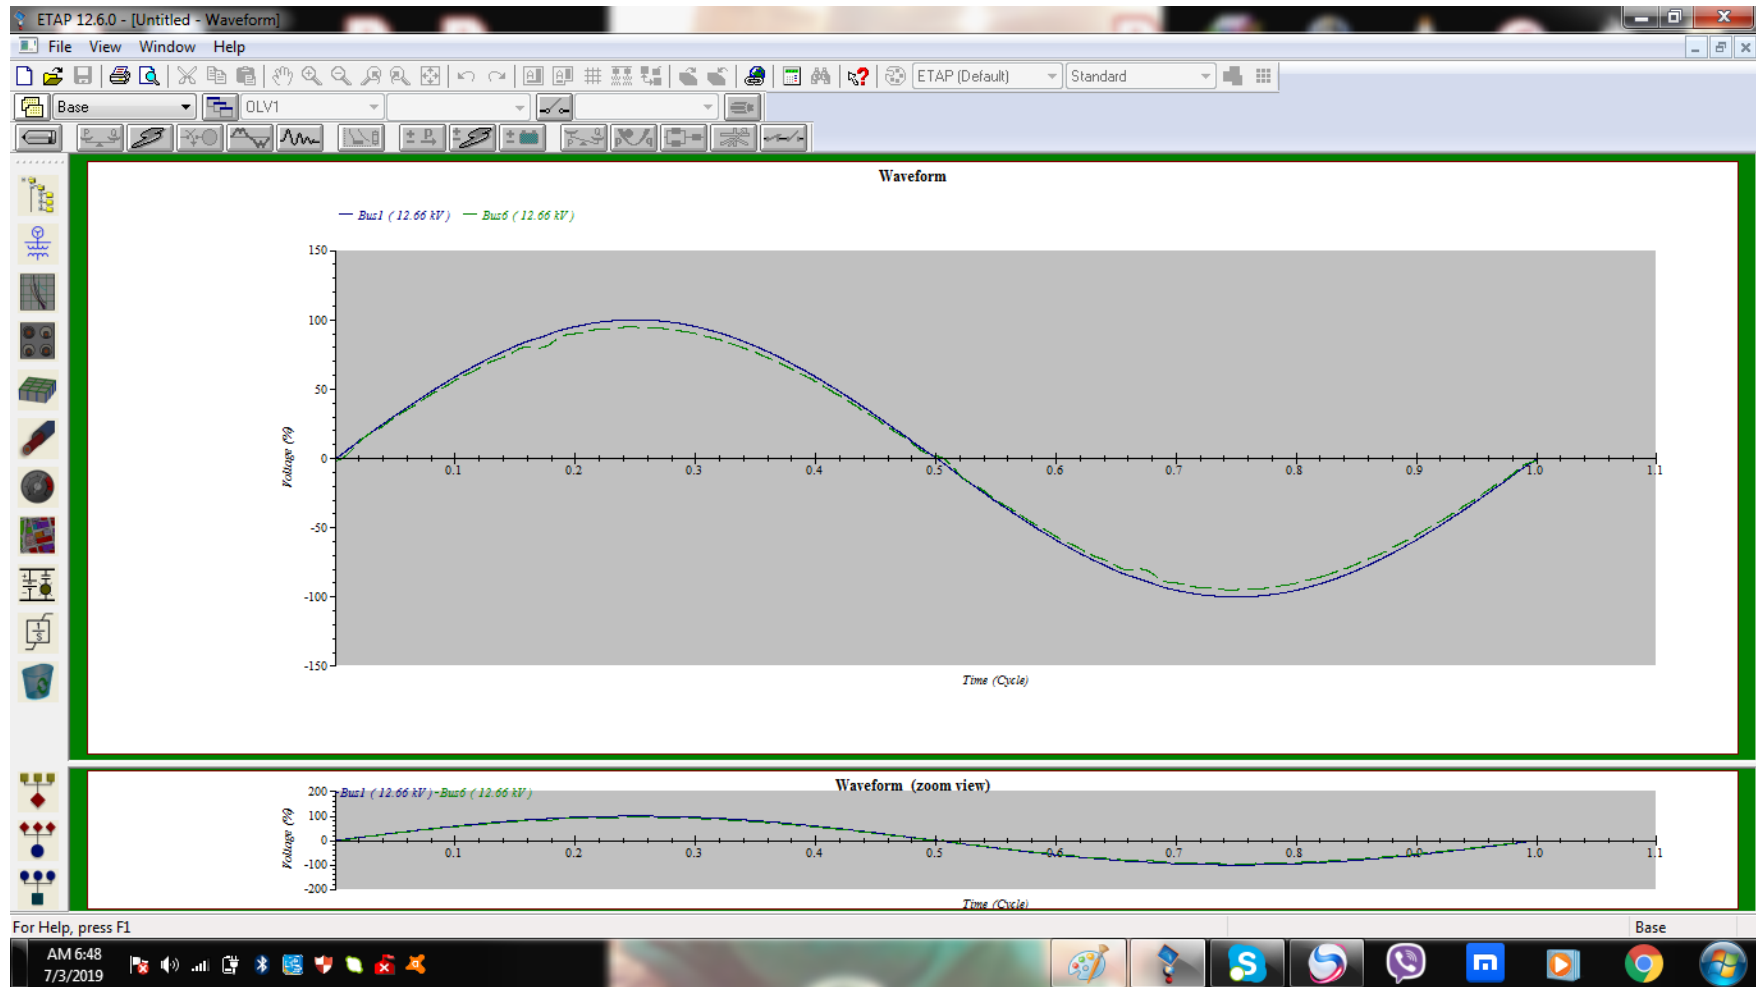 ETAP 12.6.0 - [Untitled - Waveform]
File View Window Help
ETAP (Default) Standard
Base OLV1
Waveform
Bus1 ( 12.66 kV ) Bus6 ( 12.66 kV )
150
100
50
0
-50
-100
-150
Voltage (%)
0.1 0.2 0.3 0.4 0.5 0.6 0.7 0.8 0.9 1.0 1.1
Time (Cycle)
Waveform (zoom view)
Bus1 ( 12.66 kV ) Bus6 ( 12.66 kV )
200
100
0
-100
-200
Voltage (%)
0.1 0.2 0.3 0.4 0.5 0.6 0.7 0.8 0.9 1.0 1.1
Time (Cycle)
For Help, press F1
Base
AM 6:48
7/3/2019